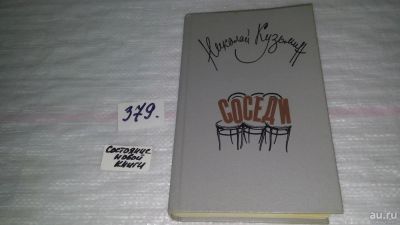 Николай Кузьмин
СОСЕДИ
379.
Состояние
новой
книги
au.ru